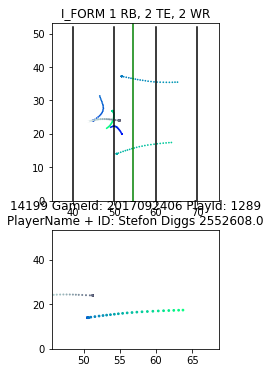 I_FORM 1 RB, 2 TE, 2 WR
50
40
30
20
10
0
40 50 60 70
14199 GameId: 2017092406 PlayId: 1289
PlayerName + ID: Stefon Diggs 2552608.0
40
20
0
50 55 60 65